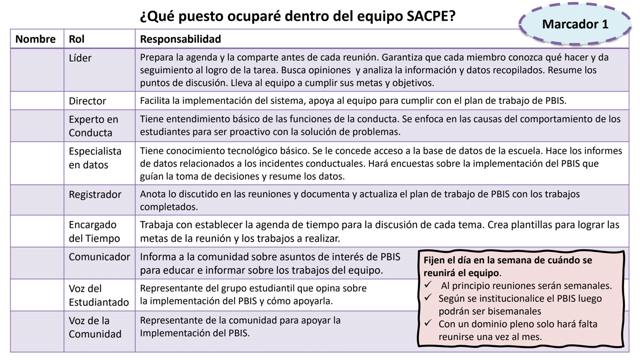 ¿Qué puesto ocuparé dentro del equipo SACPE?
Marcador 1
Nombre Rol Responsabilidad
Líder
Prepara la agenda y la comparte antes de cada reunión. Garantiza que cada miembro conozca qué hacer y da
seguimiento al logro de la tarea. Busca opiniones y analiza la información y datos recopilados. Resume los
puntos de discusión. Lleva al equipo a cumplir sus metas y objetivos.
Director
Facilita la implementación del sistema, apoya al equipo para cumplir con el plan de trabajo de PBIS.
Experto en
Conducta
Tiene entendimiento básico de las funciones de la conducta. Se enfoca en las causas del comportamiento de los
estudiantes para ser proactivo con la solución de problemas.
Especialista
en datos
Tiene conocimiento tecnológico básico. Se le concede acceso a la base de datos de la escuela. Hace los informes
de datos relacionados a los incidentes conductuales. Hará encuestas sobre la implementación del PBIS que
guían la toma de decisiones y resume los datos.
Registrador
Anota lo discutido en las reuniones y documenta y actualiza el plan de trabajo de PBIS con los trabajos
completados.
Encargado
del Tiempo
Trabaja con establecer la agenda de tiempo para la discusión de cada tema. Crea plantillas para lograr las
metas de la reunión y los trabajos a realizar.
Comunicador
Informa a la comunidad sobre asuntos de interés de PBIS
para educar e informar sobre los trabajos del equipo.
Voz del
Estudiantado
Representante del grupo estudiantil que opina sobre
la implementación del PBIS y cómo apoyarla.
Voz de la
Comunidad
Representante de la comunidad para apoyar la
Implementación del PBIS.
Fijen el día en la semana de cuándo se
reunirá el equipo.
✓ Al principio reuniones serán semanales.
✓ Según se institucionalice el PBIS luego
podrán ser bisemanales
✓ Con un dominio pleno solo hará falta
reunirse una vez al mes.